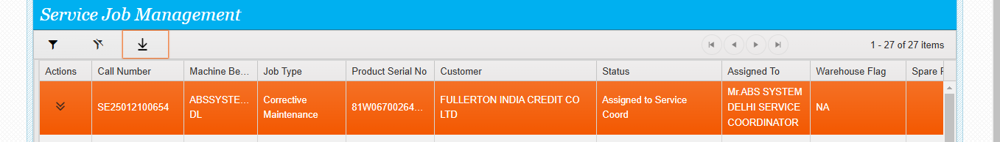 Service Job Management
1 - 27 of 27 items
Actions Call Number Machine Be... Job Type Product Serial No Customer Status Assigned To Warehouse Flag Spare
SE25012100654
ABSSYSTE...
DL
Corrective
Maintenance
81W06700264...
FULLERTON INDIA CREDIT CO
LTD
Assigned to Service
Coord
Mr.ABS SYSTEM
DELHI SERVICE
COORDINATOR
NA